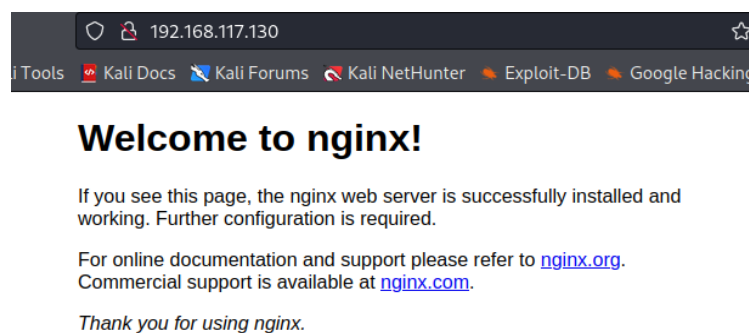 192.168.117.130
i Tools Kali Docs Kali Forums Kali NetHunter Exploit-DB Google Hacking
Welcome to nginx!
If you see this page, the nginx web server is successfully installed and
working. Further configuration is required.
For online documentation and support please refer to nginx.org.
Commercial support is available at nginx.com.
Thank you for using nginx.